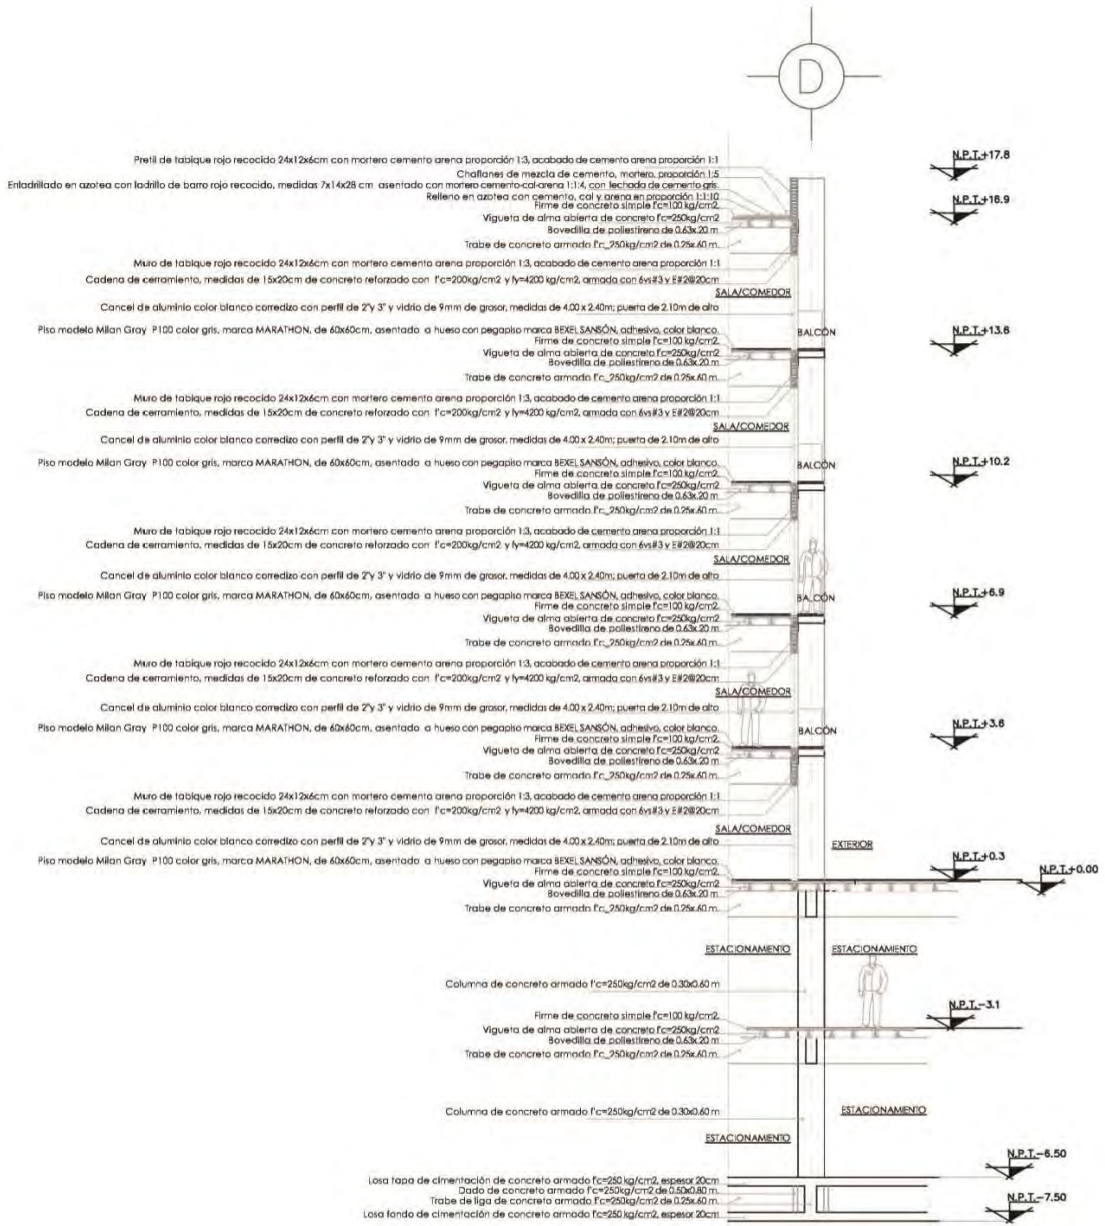 D
Pretil de tabique rojo recocido 24x12x6cm con mortero cemento arena proporción 1:3, acabado de cemento arena proporción 1:1
N.P.T.+17.8
Chaflanes de mezcla de cemento, mortero, proporción 1:5
Enladrillado en azotea con ladrillo de barro rojo recocido, medidas 7x14x28 cm asentado con mortero cemento-cal-arena 1:1:4, con lechada de cemento gris.
Relleno en azotea con cemento, cal y arena en proporción 1:1:10
N.P.T.+16.9
Firme de concreto simple f'c=100 kg/cm2.
Vigueta de alma abierta de concreto f'c=250kg/cm2
Bovedilla de poliestireno de 0.63x.20 m
Trabe de concreto armado f'c_250kg/cm2 de 0.25x.60 m.
Muro de tabique rojo recocido 24x12x6cm con mortero cemento arena proporción 1:3, acabado de cemento arena proporción 1:1
Cadena de cerramiento, medidas de 15x20cm de concreto reforzado con f'c=200kg/cm2 y fy=4200 kg/cm2, armada con 6vs#3 y E#2@20cm
SALA/COMEDOR
Cancel de aluminio color blanco corredizo con perfil de 2"y 3" y vidrio de 9mm de grosor, medidas de 4.00 x 2.40m; puerta de 2.10m de alto
Piso modelo Milan Gray P100 color gris, marca MARATHON, de 60x60cm, asentado a hueso con pegapiso marca BEXEL SANSÓN, adhesivo, color blanco.
BALCÓN
N.P.T.+13.6
Firme de concreto simple f'c=100 kg/cm2.
Vigueta de alma abierta de concreto f'c=250kg/cm2
Bovedilla de poliestireno de 0.63x.20 m
Trabe de concreto armado f'c_250kg/cm2 de 0.25x.60 m.
Muro de tabique rojo recocido 24x12x6cm con mortero cemento arena proporción 1:3, acabado de cemento arena proporción 1:1
Cadena de cerramiento, medidas de 15x20cm de concreto reforzado con f'c=200kg/cm2 y fy=4200 kg/cm2, armada con 6vs#3 y E#2@20cm
SALA/COMEDOR
Cancel de aluminio color blanco corredizo con perfil de 2"y 3" y vidrio de 9mm de grosor, medidas de 4.00 x 2.40m; puerta de 2.10m de alto
Piso modelo Milan Gray P100 color gris, marca MARATHON, de 60x60cm, asentado a hueso con pegapiso marca BEXEL SANSÓN, adhesivo, color blanco.
BALCÓN
N.P.T.+10.2
Firme de concreto simple f'c=100 kg/cm2.
Vigueta de alma abierta de concreto f'c=250kg/cm2
Bovedilla de poliestireno de 0.63x.20 m
Trabe de concreto armado f'c_250kg/cm2 de 0.25x.60 m.
Muro de tabique rojo recocido 24x12x6cm con mortero cemento arena proporción 1:3, acabado de cemento arena proporción 1:1
Cadena de cerramiento, medidas de 15x20cm de concreto reforzado con f'c=200kg/cm2 y fy=4200 kg/cm2, armada con 6vs#3 y E#2@20cm
SALA/COMEDOR
Cancel de aluminio color blanco corredizo con perfil de 2"y 3" y vidrio de 9mm de grosor, medidas de 4.00 x 2.40m; puerta de 2.10m de alto
Piso modelo Milan Gray P100 color gris, marca MARATHON, de 60x60cm, asentado a hueso con pegapiso marca BEXEL SANSÓN, adhesivo, color blanco.
BALCÓN
N.P.T.+6.9
Firme de concreto simple f'c=100 kg/cm2.
Vigueta de alma abierta de concreto f'c=250kg/cm2
Bovedilla de poliestireno de 0.63x.20 m
Trabe de concreto armado f'c_250kg/cm2 de 0.25x.60 m.
Muro de tabique rojo recocido 24x12x6cm con mortero cemento arena proporción 1:3, acabado de cemento arena proporción 1:1
Cadena de cerramiento, medidas de 15x20cm de concreto reforzado con f'c=200kg/cm2 y fy=4200 kg/cm2, armada con 6vs#3 y E#2@20cm
SALA/COMEDOR
Cancel de aluminio color blanco corredizo con perfil de 2"y 3" y vidrio de 9mm de grosor, medidas de 4.00 x 2.40m; puerta de 2.10m de alto
Piso modelo Milan Gray P100 color gris, marca MARATHON, de 60x60cm, asentado a hueso con pegapiso marca BEXEL SANSÓN, adhesivo, color blanco.
BALCÓN
N.P.T.+3.6
Firme de concreto simple f'c=100 kg/cm2.
Vigueta de alma abierta de concreto f'c=250kg/cm2
Bovedilla de poliestireno de 0.63x.20 m
Trabe de concreto armado f'c_250kg/cm2 de 0.25x.60 m.
Muro de tabique rojo recocido 24x12x6cm con mortero cemento arena proporción 1:3, acabado de cemento arena proporción 1:1
Cadena de cerramiento, medidas de 15x20cm de concreto reforzado con f'c=200kg/cm2 y fy=4200 kg/cm2, armada con 6vs#3 y E#2@20cm
SALA/COMEDOR
Cancel de aluminio color blanco corredizo con perfil de 2"y 3" y vidrio de 9mm de grosor, medidas de 4.00 x 2.40m; puerta de 2.10m de alto
EXTERIOR
Piso modelo Milan Gray P100 color gris, marca MARATHON, de 60x60cm, asentado a hueso con pegapiso marca BEXEL SANSÓN, adhesivo, color blanco.
N.P.T.+0.3
N.P.T.+0.00
Firme de concreto simple f'c=100 kg/cm2.
Vigueta de alma abierta de concreto f'c=250kg/cm2
Bovedilla de poliestireno de 0.63x.20 m
Trabe de concreto armado f'c_250kg/cm2 de 0.25x.60 m.
ESTACIONAMIENTO
ESTACIONAMIENTO
Columna de concreto armado f'c=250kg/cm2 de 0.30x0.60 m
N.P.T.-3.1
Firme de concreto simple f'c=100 kg/cm2.
Vigueta de alma abierta de concreto f'c=250kg/cm2
Bovedilla de poliestireno de 0.63x.20 m
Trabe de concreto armado f'c_250kg/cm2 de 0.25x.60 m.
Columna de concreto armado f'c=250kg/cm2 de 0.30x0.60 m
ESTACIONAMIENTO
ESTACIONAMIENTO
N.P.T.-6.50
Losa tapa de cimentación de concreto armado f'c=250 kg/cm2, espesor 20cm
Dado de concreto armado f'c=250kg/cm2 de 0.50x0.80 m.
Trabe de liga de concreto armado f'c=250 kg/cm2
N.P.T.-7.50
Losa fondo de cimentación de concreto armado f'c=250 kg/cm2, espesor 20cm